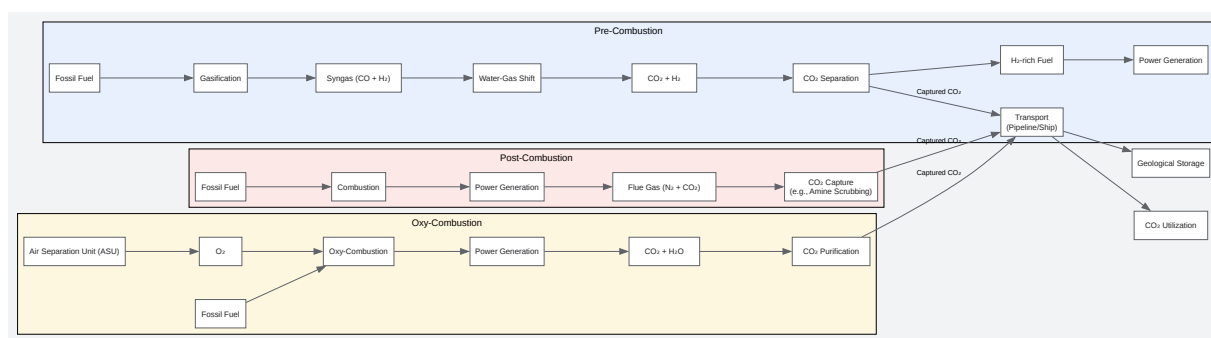 Pre-Combustion
Fossil Fuel
Gasification
Syngas (CO + H₂)
Water-Gas Shift
CO₂ + H₂
CO₂ Separation
H₂-rich Fuel
Power Generation
Captured CO₂
Transport
(Pipeline/Ship)
Captured CO₂
Geological Storage
Captured CO₂
CO₂ Utilization
Post-Combustion
Fossil Fuel
Combustion
Power Generation
Flue Gas (N₂ + CO₂)
CO₂ Capture
(e.g., Amine Scrubbing)
Oxy-Combustion
Air Separation Unit (ASU)
O₂
Oxy-Combustion
Power Generation
CO₂ + H₂O
CO₂ Purification
Fossil Fuel